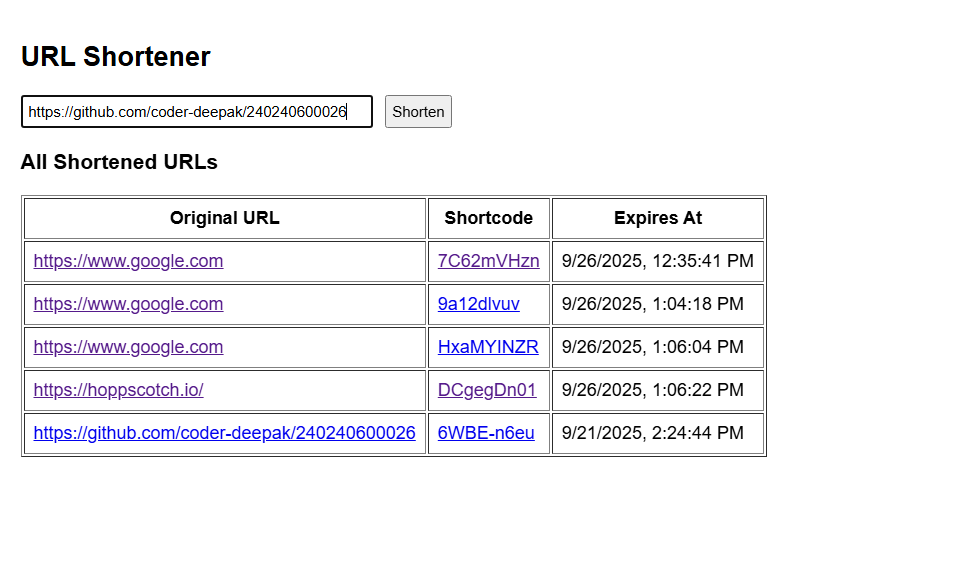 URL Shortener
https://github.com/coder-deepak/240240600026 Shorten
All Shortened URLs
Original URL Shortcode Expires At
https://www.google.com 7C62mVHzn 9/26/2025, 12:35:41 PM
https://www.google.com 9a12dlvuv 9/26/2025, 1:04:18 PM
https://www.google.com HxaMYINZR 9/26/2025, 1:06:04 PM
https://hoppscotch.io/ DCgegDn01 9/26/2025, 1:06:22 PM
https://github.com/coder-deepak/240240600026 6WBE-n6eu 9/21/2025, 2:24:44 PM